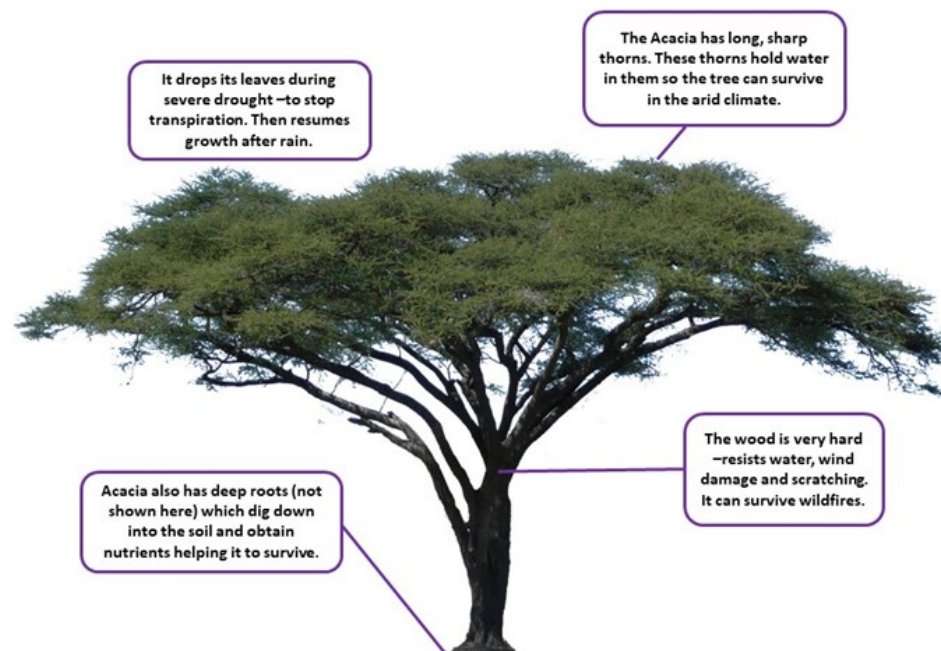 It drops its leaves during
severe drought –to stop
transpiration. Then resumes
growth after rain.
The Acacia has long, sharp
thorns. These thorns hold water
in them so the tree can survive
in the arid climate.
The wood is very hard
–resists water, wind
damage and scratching.
It can survive wildfires.
Acacia also has deep roots (not
shown here) which dig down
into the soil and obtain
nutrients helping it to survive.